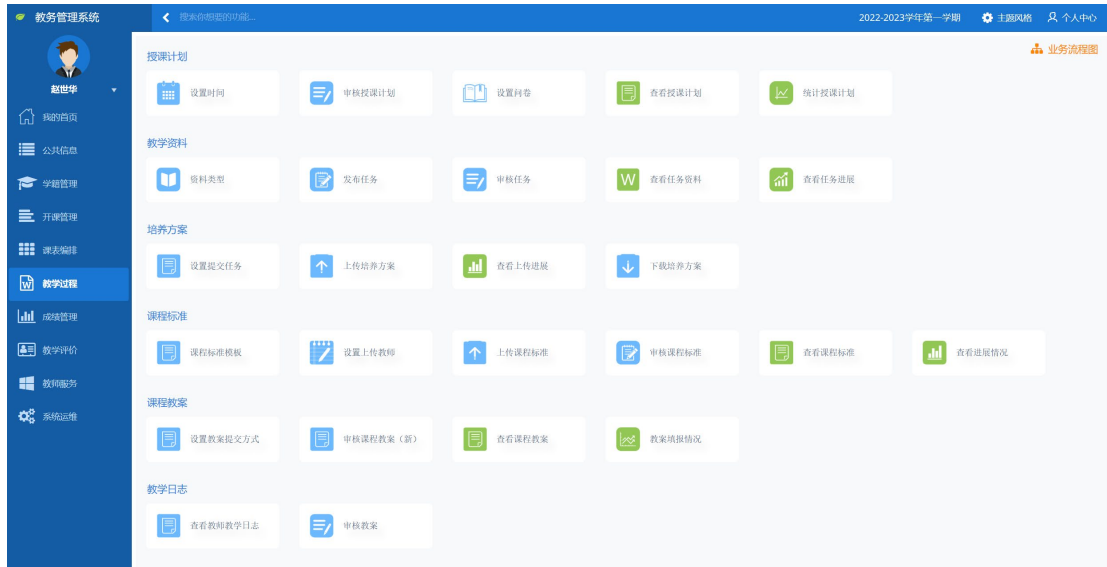 教务管理系统
搜索你想要的功能...
2022-2023学年第一学期
主题风格
个人中心
赵世华
我的首页
公共信息
学籍管理
开课管理
课表编排
教学过程
成绩管理
教学评价
教师服务
系统运维
业务流程图
授课计划
设置时间
审核授课计划
设置问卷
查看授课计划
统计授课计划
教学资料
资料类型
发布任务
审核任务
查看任务资料
查看任务进展
培养方案
设置提交任务
上传培养方案
查看上传进展
下载培养方案
课程标准
课程标准模板
设置上传教师
上传课程标准
审核课程标准
查看课程标准
查看进展情况
课程教案
设置教案提交方式
审核课程教案（新）
查看课程教案
教案填报情况
教学日志
查看教师教学日志
审核教案